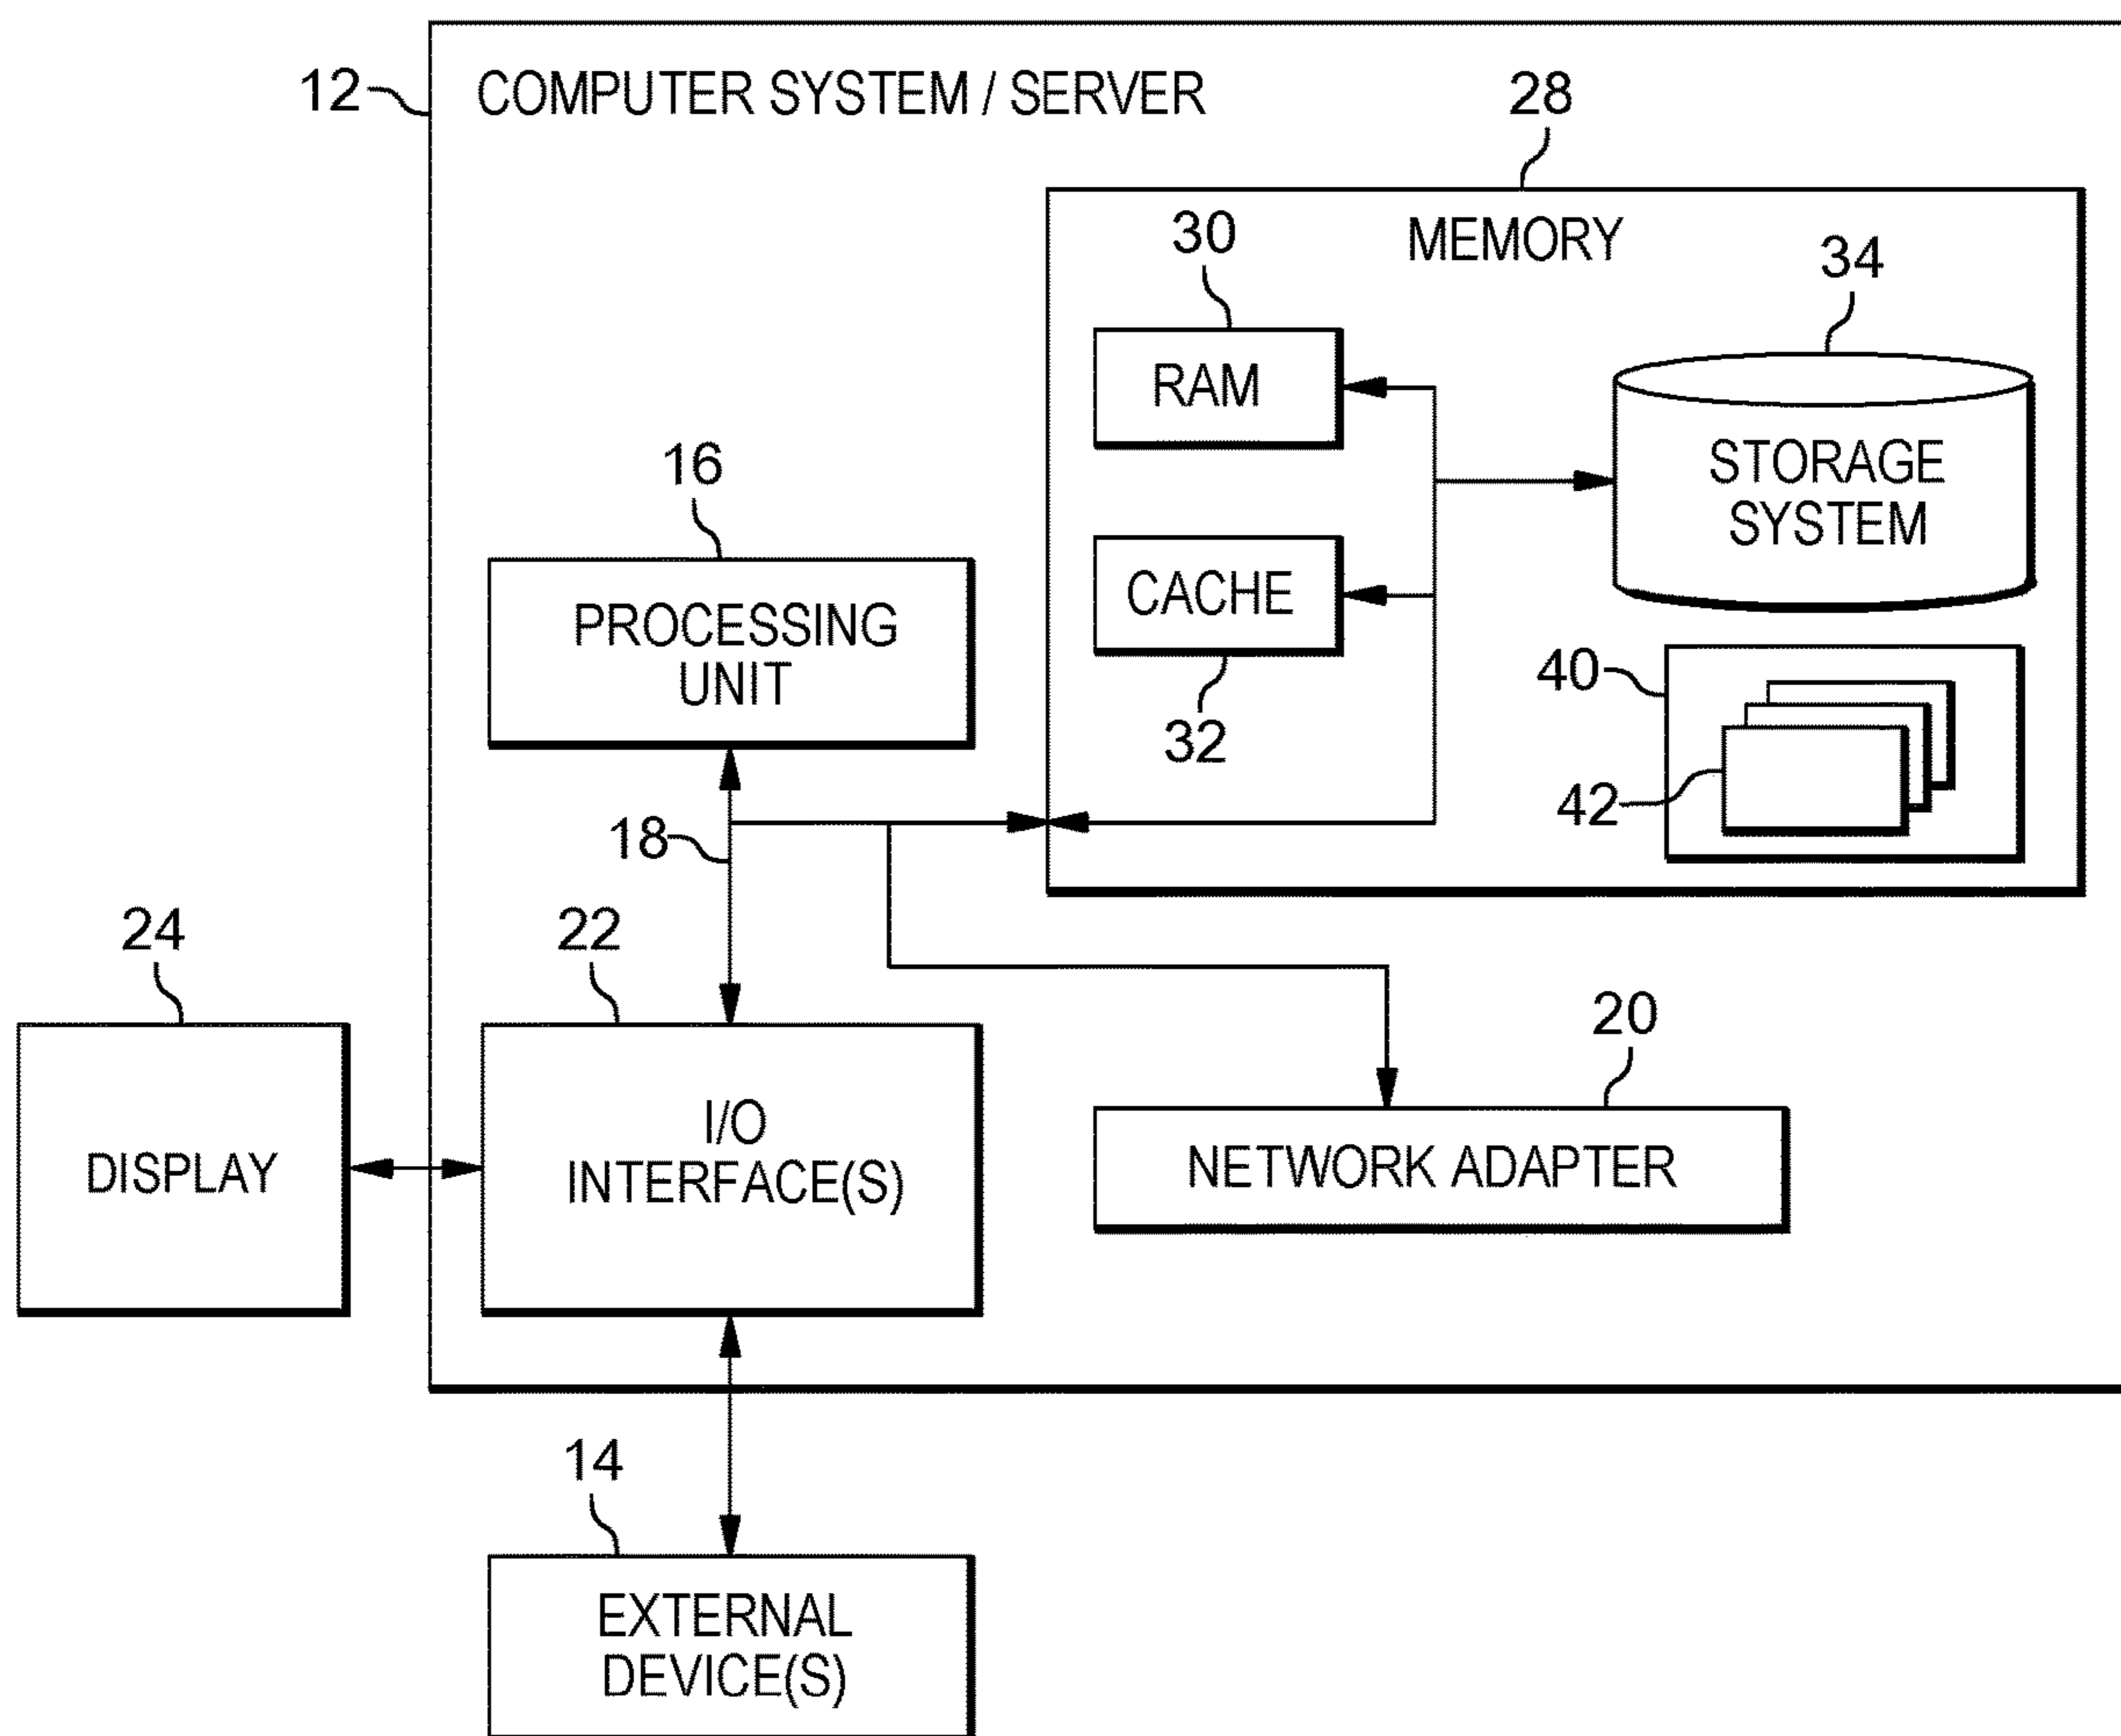 12
COMPUTER SYSTEM / SERVER
28
MEMORY
30
34
RAM
STORAGE
SYSTEM
16
PROCESSING
UNIT
CACHE
32
40
42
18
24
22
20
DISPLAY
I/O
INTERFACE(S)
NETWORK ADAPTER
14
EXTERNAL
DEVICE(S)